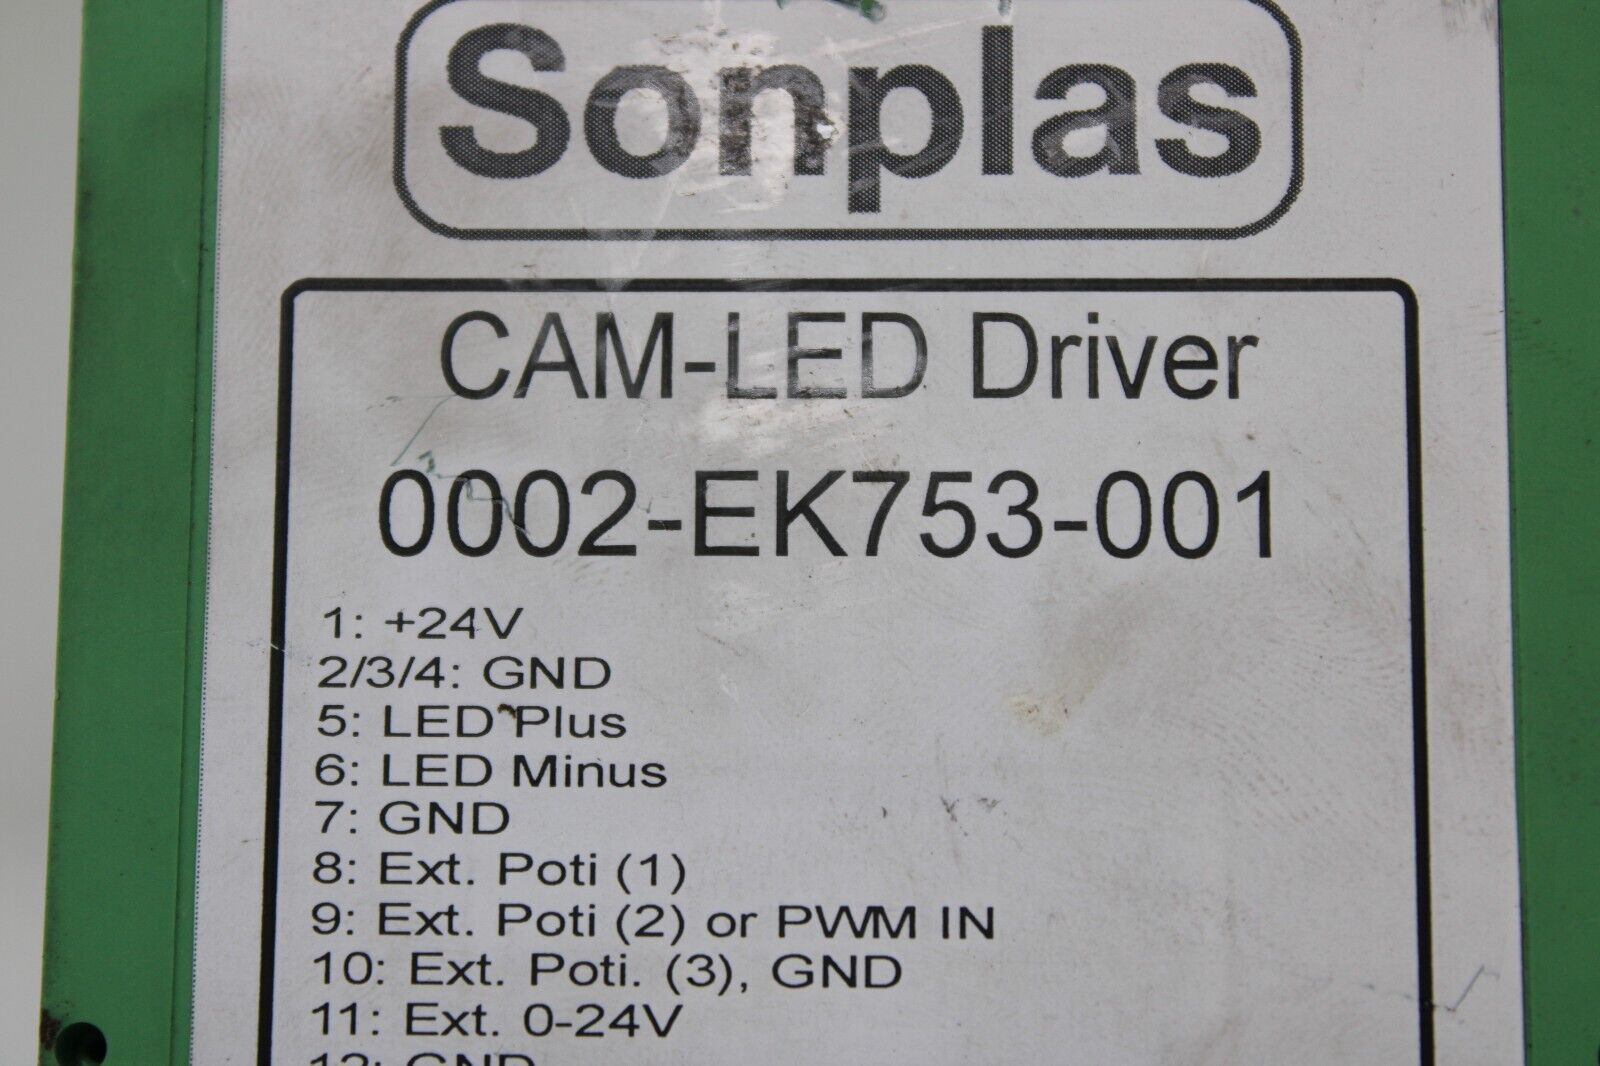 Sonplas
CAM-LED Driver
0002-EK753-001
1: +24V
2/3/4: GND
5: LED Plus
6: LED Minus
7: GND
8: Ext. Poti (1)
9: Ext. Poti (2) or PWM IN
10: Ext. Poti. (3), GND
11: Ext. 0-24V
12: GND